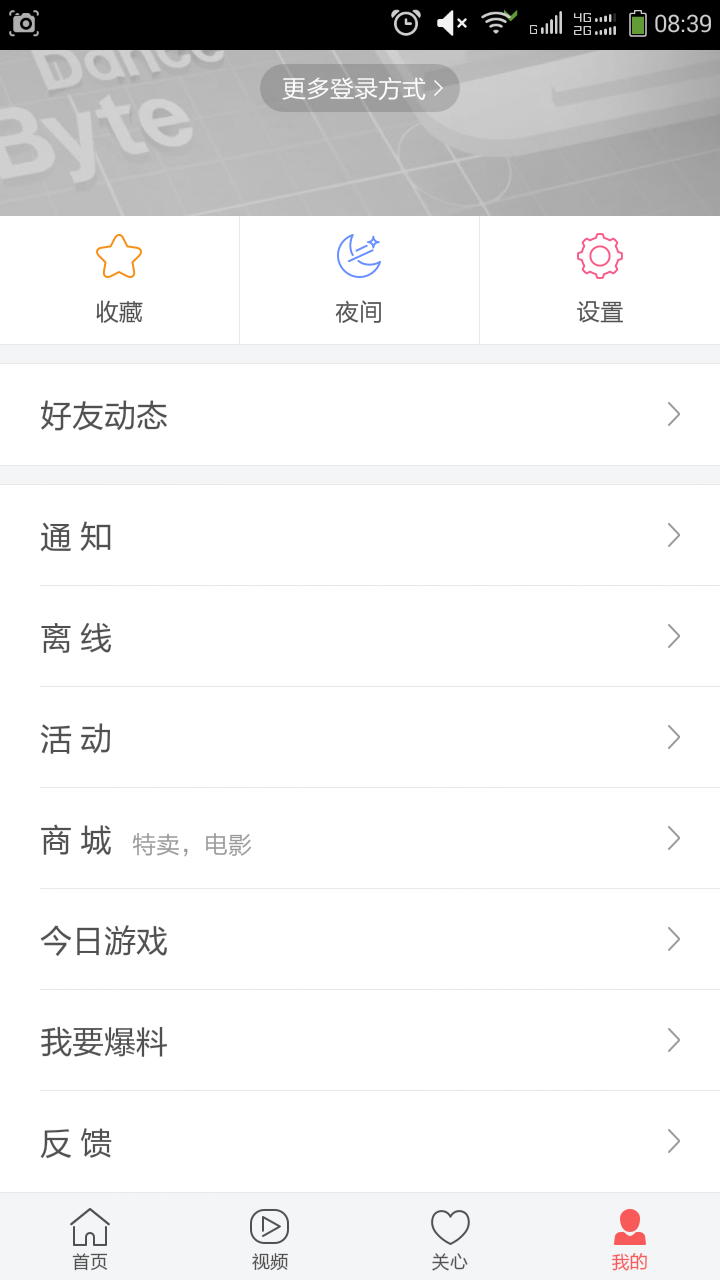 4G
2G
G
08:39
Dance
Byte
更多登录方式
收藏
夜间
设置
好友动态
通知
离线
活动
商城 特卖，电影
今日游戏
我要爆料
反馈
首页
视频
关心
我的